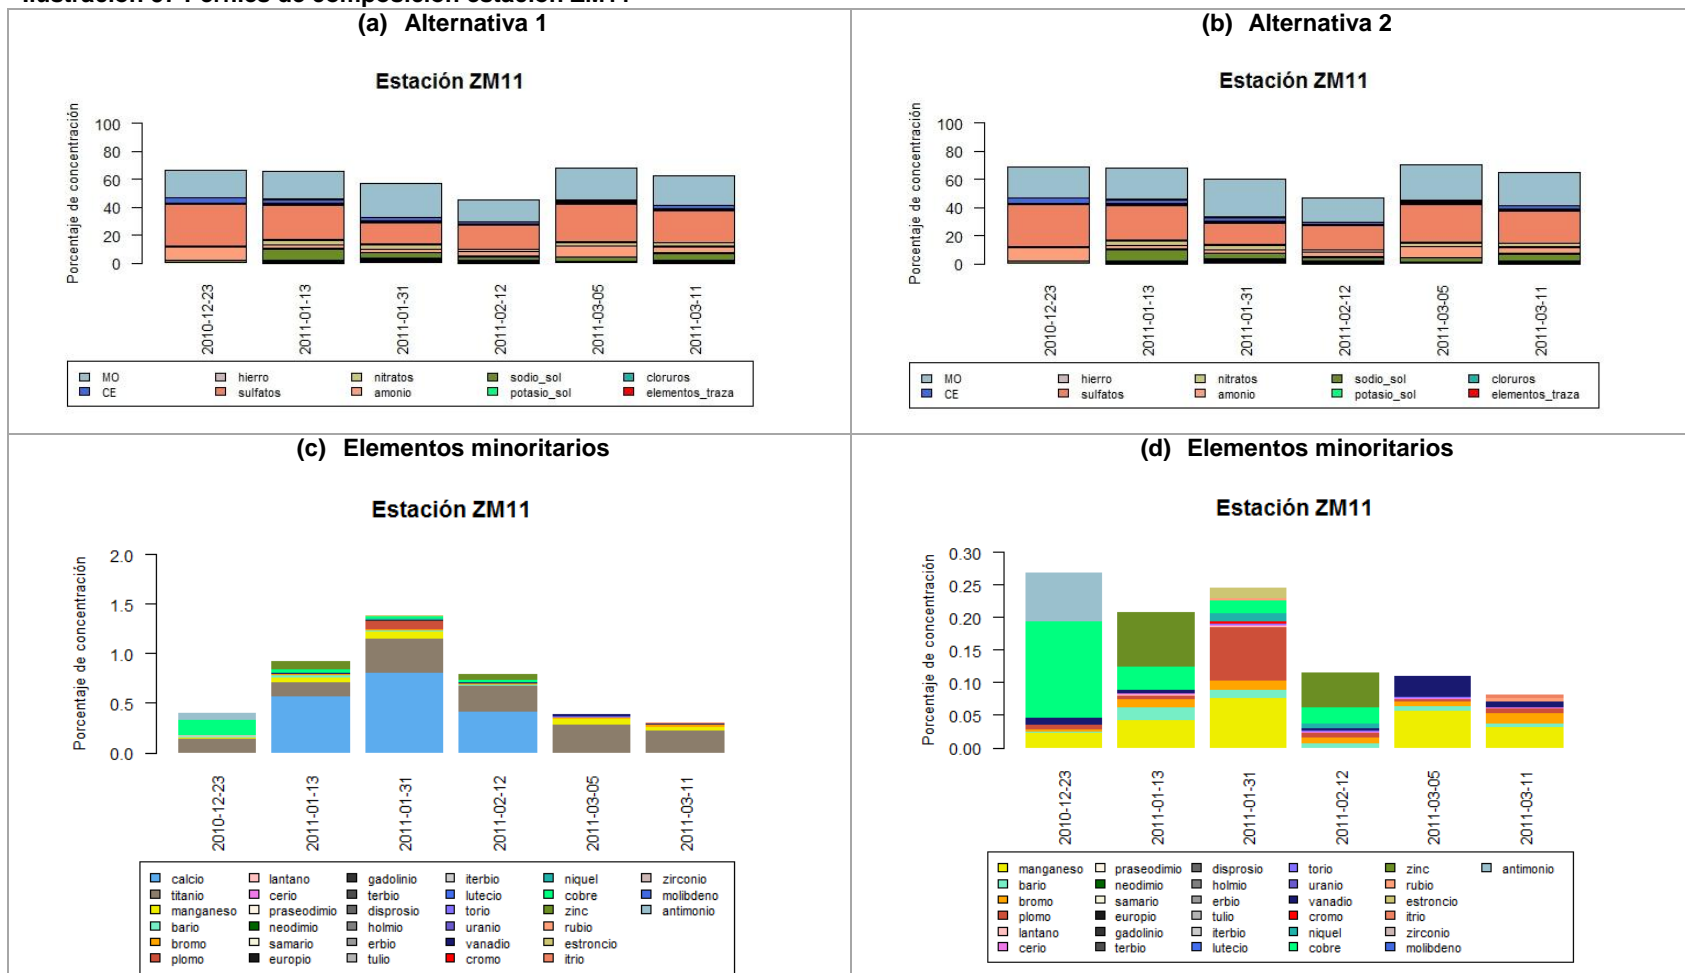 Ilustración 37 Perfiles de composición estación ZM11
(a) Alternativa 1
Estación ZM11
Porcentaje de concentración
100
80
60
40
20
0
2010-12-23
2011-01-13
2011-01-31
2011-02-12
2011-03-05
2011-03-11
MO hierro nitratos sodio_sol cloruros
CE sulfatos amonio potasio_sol elementos_traza
(b) Alternativa 2
Estación ZM11
Porcentaje de concentración
100
80
60
40
20
0
2010-12-23
2011-01-13
2011-01-31
2011-02-12
2011-03-05
2011-03-11
MO hierro nitratos sodio_sol cloruros
CE sulfatos amonio potasio_sol elementos_traza
(c) Elementos minoritarios
Estación ZM11
Porcentaje de concentración
2.0
1.5
1.0
0.5
0.0
2010-12-23
2011-01-13
2011-01-31
2011-02-12
2011-03-05
2011-03-11
calcio lantano gadolinio iterbio niquel zirconio
titanio cerio terbio lutecio cobre molibdeno
manganeso praseodimio disprosio torio zinc antimonio
bario neodimio holmio uranio rubio
bromo samario erbio vanadio estroncio
plomo europio tulio cromo itrio
(d) Elementos minoritarios
Estación ZM11
Porcentaje de concentración
0.30
0.25
0.20
0.15
0.10
0.05
0.00
2010-12-23
2011-01-13
2011-01-31
2011-02-12
2011-03-05
2011-03-11
manganeso praseodimio disprosio torio zinc antimonio
bario neodimio holmio uranio rubio
bromo samario erbio vanadio estroncio
plomo europio tulio cromo itrio
lantano gadolinio iterbio niquel zirconio
cerio terbio lutecio cobre molibdeno